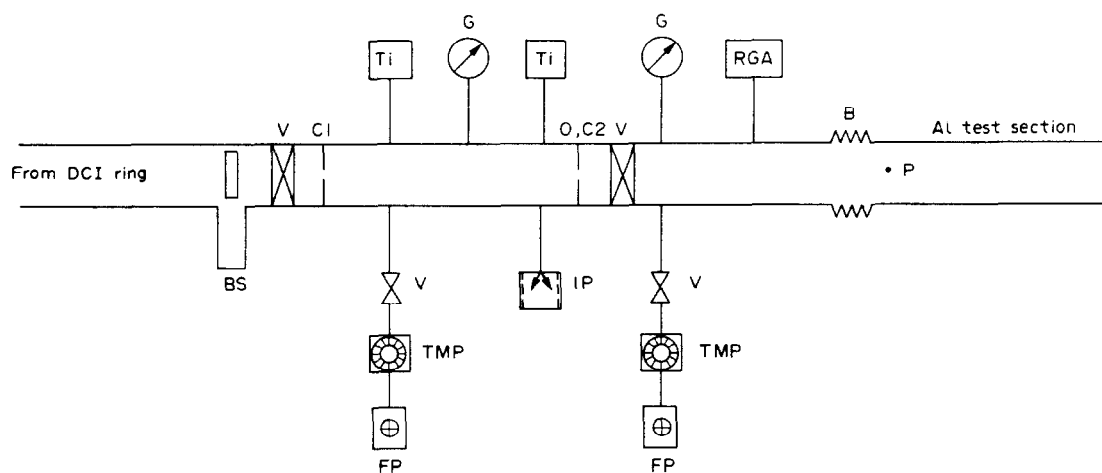 G G
Ti Ti RGA
V C1 O,C2 V B Al test section
From DCI ring • P
BS V IP V
TMP TMP
FP FP